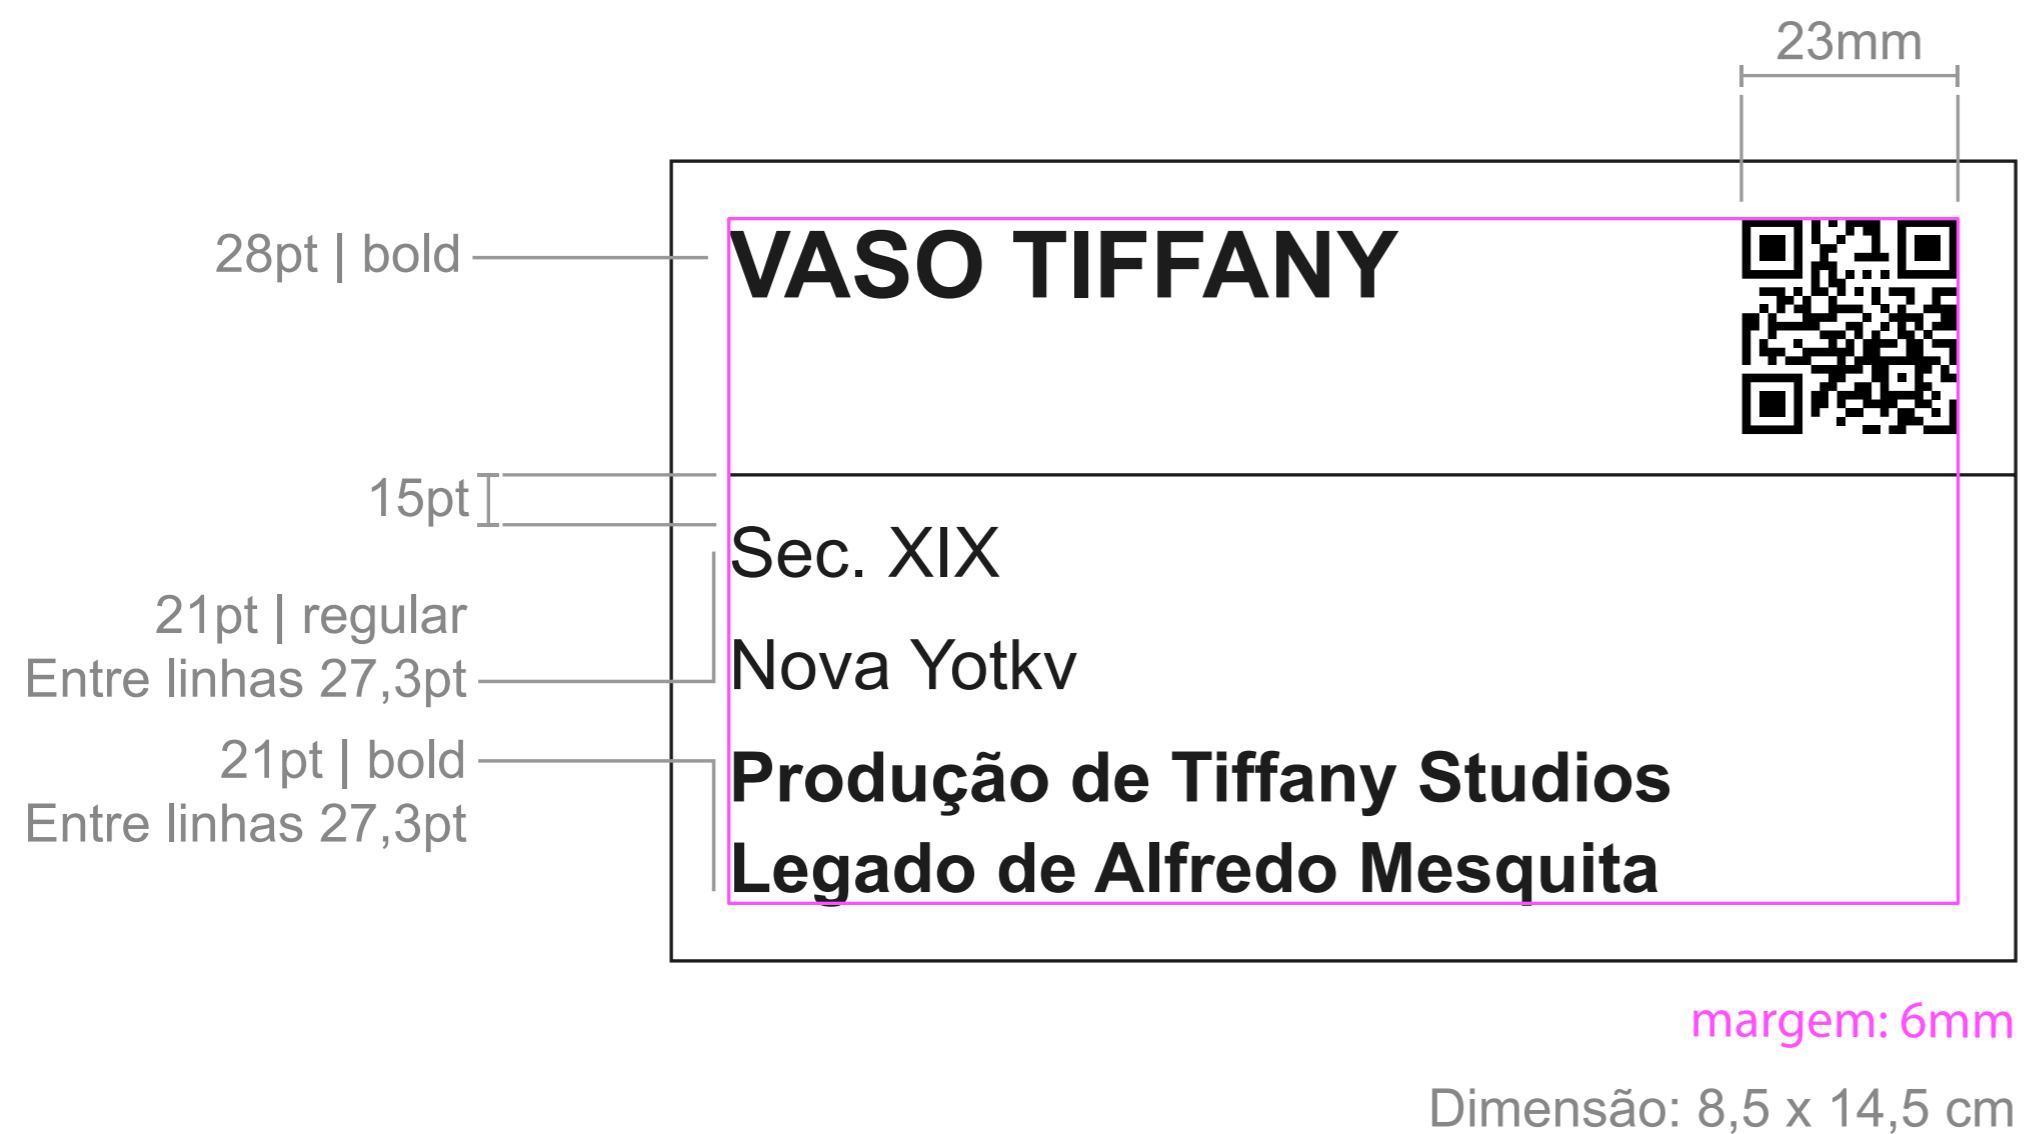 23mm
28pt | bold
VASO TIFFANY
15pt
Sec. XIX
21pt | regular
Entre linhas 27,3pt
Nova Yotkv
21pt | bold
Entre linhas 27,3pt
Produção de Tiffany Studios
Legado de Alfredo Mesquita
margem: 6mm
Dimensão: 8,5 x 14,5 cm